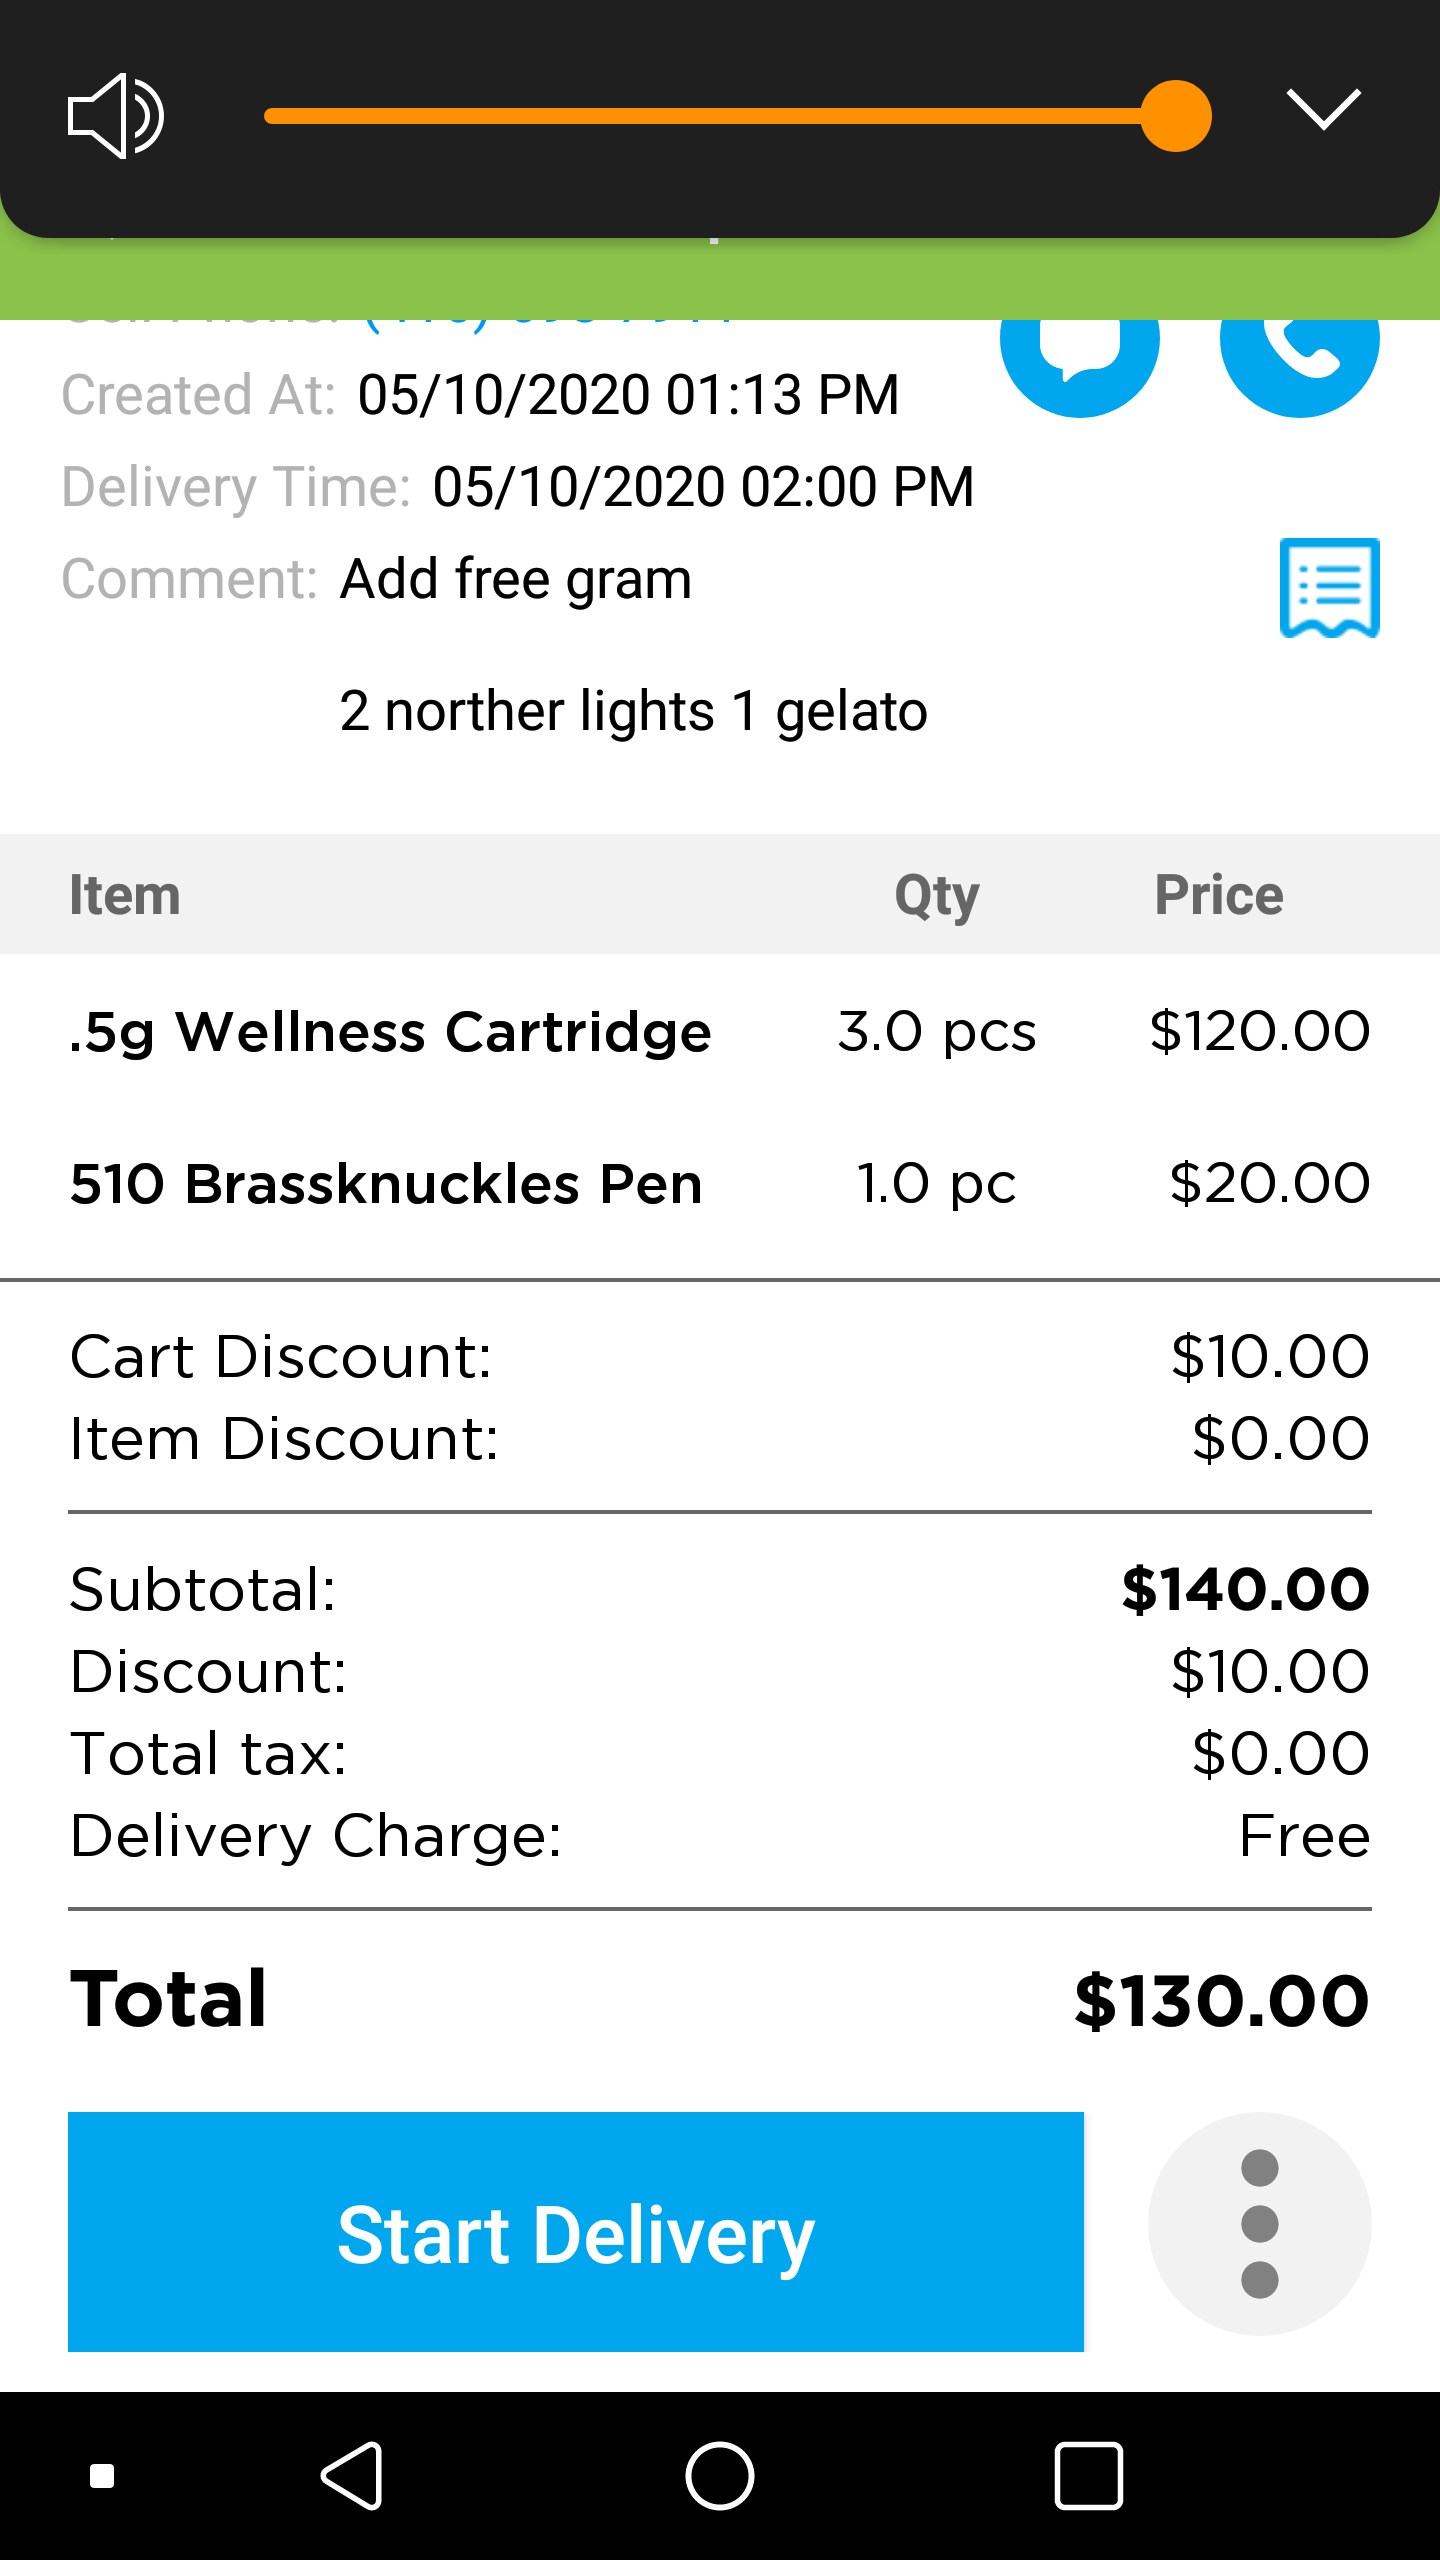 Created At: 05/10/2020 01:13 PM
Delivery Time: 05/10/2020 02:00 PM
Comment: Add free gram
2 norther lights 1 gelato
Item Qty Price
.5g Wellness Cartridge 3.0 pcs $120.00
510 Brassknuckles Pen 1.0 pc $20.00
Cart Discount: $10.00
Item Discount: $0.00
Subtotal: $140.00
Discount: $10.00
Total tax: $0.00
Delivery Charge: Free
Total $130.00
Start Delivery